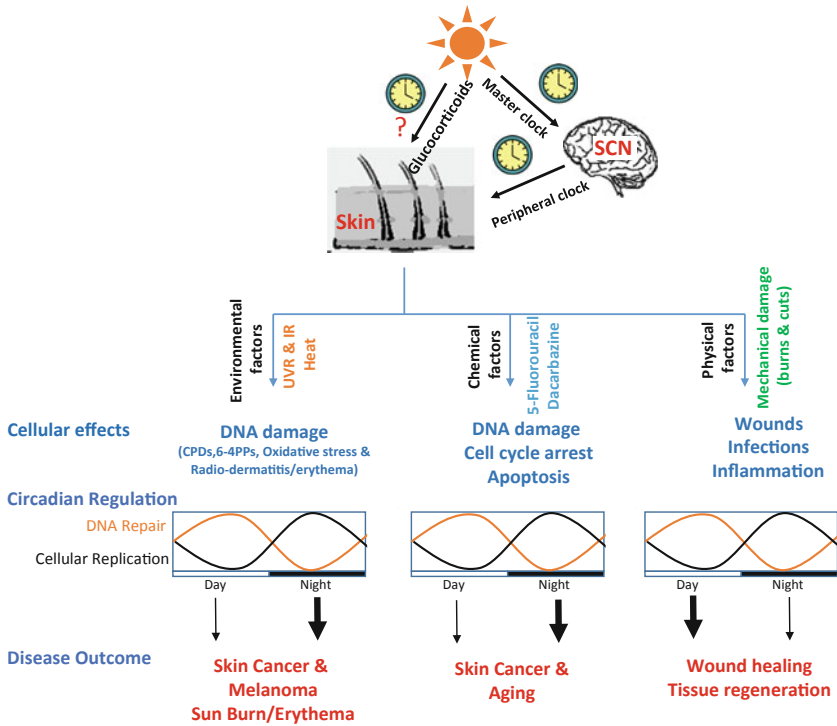 Glucocorticoids
Master clock
?
SCN
Peripheral clock
Skin
Environmental
factors
UVR & IR
Heat
Chemical
factors
5-Fluorouracil
Dacarbazine
Physical
factors
Mechanical damage
(burns & cuts)
Cellular effects
DNA damage
(CPDs,6-4PPs, Oxidative stress &
Radio-dermatitis/erythema)
DNA damage
Cell cycle arrest
Apoptosis
Wounds
Infections
Inflammation
Circadian Regulation
DNA Repair
Cellular Replication
Day
Night
Day
Night
Day
Night
Disease Outcome
Skin Cancer &
Melanoma
Sun Burn/Erythema
Skin Cancer &
Aging
Wound healing
Tissue regeneration